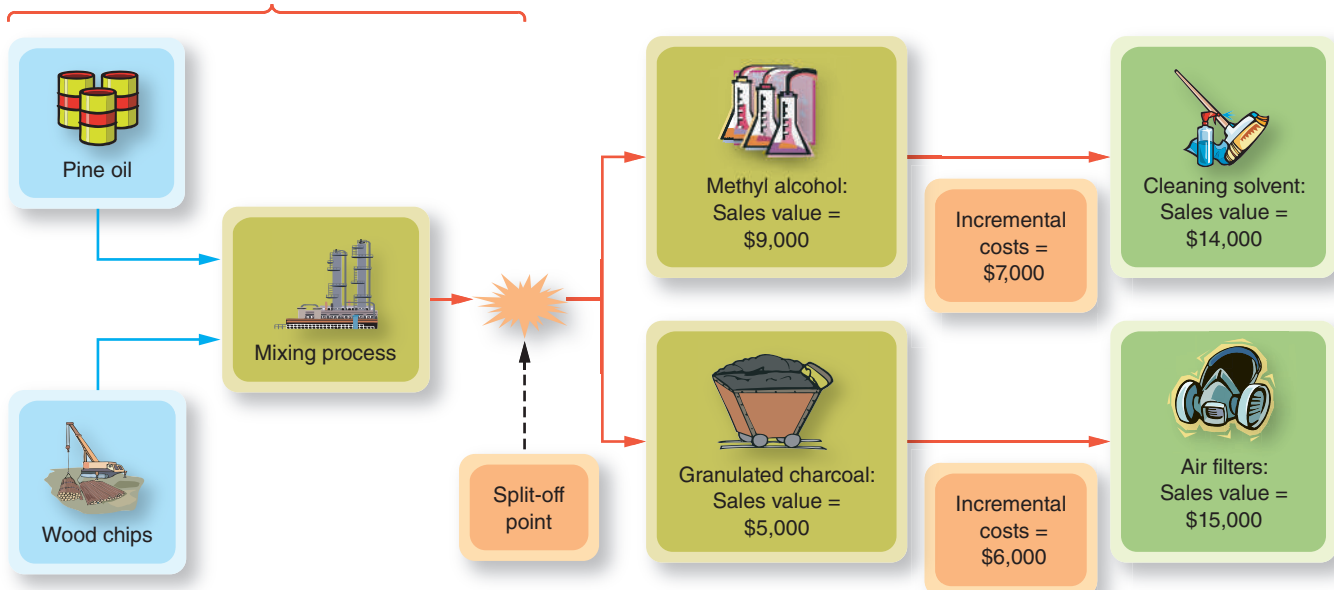 Pine oil
Wood chips
Mixing process
Split-off
point
Methyl alcohol:
Sales value =
$9,000
Incremental
costs =
$7,000
Cleaning solvent:
Sales value =
$14,000
Granulated charcoal:
Sales value =
$5,000
Incremental
costs =
$6,000
Air filters:
Sales value =
$15,000